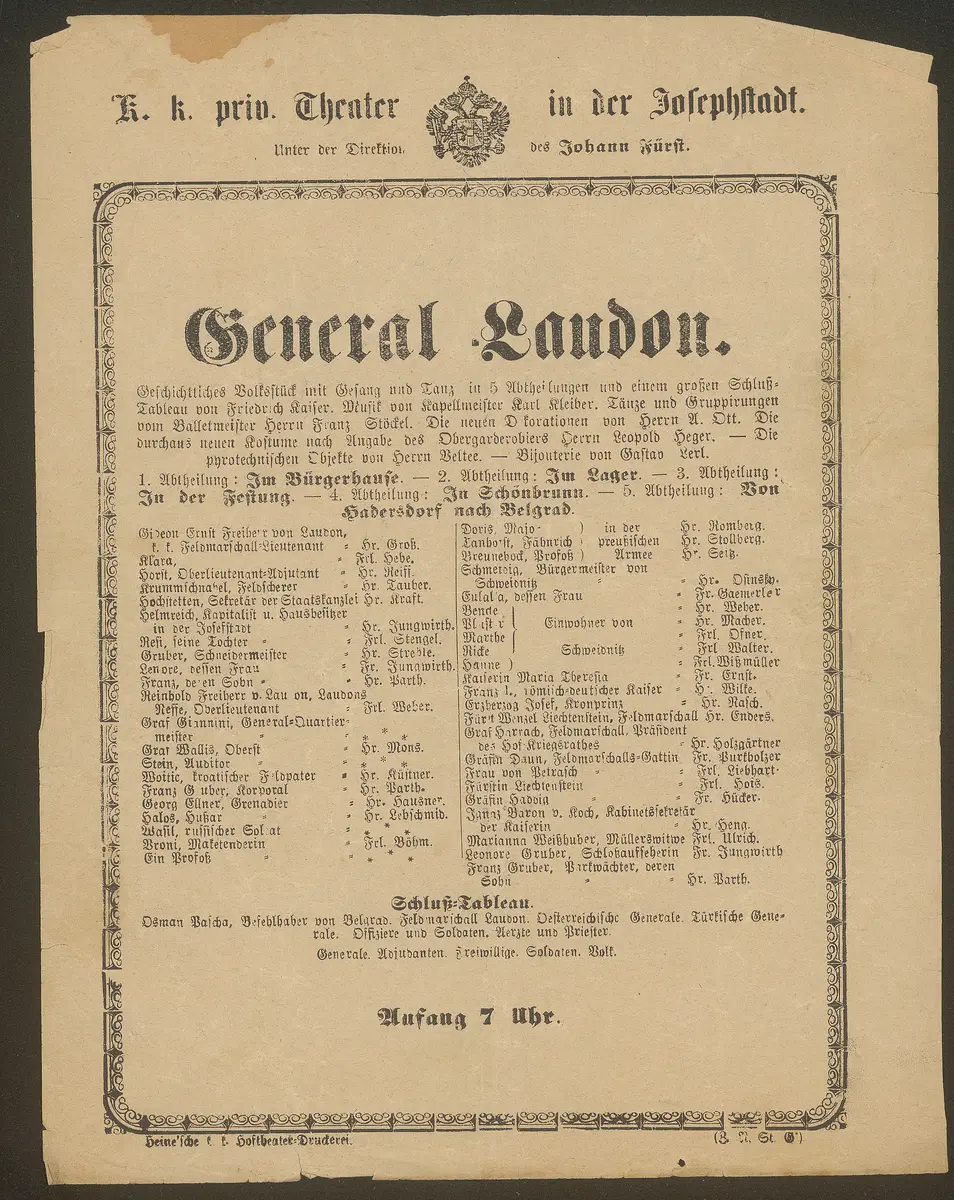 K. k. priv. Theater in der Josephstadt.
Unter der Direktion des Johann Fürst.
General Laudon.
Geschichtliches Volksstück mit Gesang und Tanz in 5 Abtheilungen und einem großen Schluß-
Tableau von Friedrich Kaiser. Musik von Kapellmeister Karl Kleiber. Tänze und Gruppirungen
vom Balletmeister Herrn Franz Stöckel. Die neuen D korationen von Herrn A. Ott. Die
durchaus neuen Kostume nach Angabe des Obergarderobiers Herrn Leopold Heger. — Die
pyrotechnischen Objekte von Herrn Veltee. — Bijouterie von Gustav Lerl.
1. Abtheilung: Im Bürgerhause. — 2. Abtheilung: Im Lager. — 3. Abtheilung:
In der Festung. — 4. Abtheilung: In Schönbrunn. — 5. Abtheilung: Von
Hadersdorf nach Belgrad.
Gideon Ernst Freiherr von Laudon,
k. k. Feldmarschall-Lieutenant - Hr. Groß.
Klara, - Frl. Hebe.
Horst, Oberlieutenant-Adjutant - Hr. Reisi.
Krummschnabel, Feldscherer - Hr. Tauber.
Hochstetten, Sekretär der Staatskanzlei Hr. Kraft.
Helmreich, Kapitalist u. Hausbesitzer
in der Josefstadt - Hr. Jungwirth.
Resi, seine Tochter - Frl. Stengel.
Gruber, Schneidermeister - Hr. Streble.
Lenore, dessen Frau - Fr. Jungwirth.
Franz, deren Sohn - Hr. Parth.
Reinhold Freiherr v. Lau on, Laudons
Neffe, Oberlieutenant - Frl. Weber.
Graf Giannini, General-Quartier-
meister - * * *
Graf Wallis, Oberst - Hr. Mons.
Stein, Auditor - * * *
Woitic, kroatischer Feldpater - Hr. Küstner.
Franz G uber, Korporal - Hr. Parth.
Georg Ellner, Grenadier - Hr. Hausner.
Halos, Hußar - Hr. Lebschmid.
Wasil, russischer Sol at - * * *
Vroni, Maketenderin - Frl. Böhm.
Ein Profoß - * * *
Doris, Major ) in der Hr. Romberg.
Tanhorst, Fähnrich ) preußischen Hr. Stollberg.
Breunebock, Profoß ) Armee Hr. Seitz.
Schmerdig, Bürgermeister von
Schweidnitz - Hr. Osinsky.
Eulal a, dessen Frau - Fr. Gaemerler
Bende - Hr. Weber.
Einwohner von - Hr. Macher.
Marthe - Frl. Ofner.
Ricke Schweidnitz - Frl Walter.
Hanne ) - Frl. Wißmüller
Kaiserin Maria Theresia - Fr. Ernst.
Franz I., römisch-deutscher Kaiser - H. Wilke.
Erzherzog Josef, Kronprinz - Hr. Rasch.
Fürst Wenzel Liechtenstein, Feldmarschall Hr. Enders.
Graf Harrach, Feldmarschall, Präsident
des Hof-Kriegsrathes - Hr. Holzgärtner
Gräfin Daun, Feldmarschalls-Gattin Fr. Purkholzer
Frau von Petrasch - Frl. Liebhart.
Fürstin Liechtenstein - Frl. Hois.
Gräfin Haddig - Fr. Hücker.
Ignaz Baron v. Koch, Kabinetssekretär
der Kaiserin - Hr. Heng.
Marianna Weißhuber, Müllerswitwe Frl. Ulrich.
Leonore Gruber, Schloßaufseherin Fr. Jungwirth
Franz Gruber, Parkwächter, deren
Sohn - Hr. Parth.
Schluß-Tableau.
Osman Pascha, Befehlhaber von Belgrad. Feldmarschall Laudon. Oesterreichische Generale. Türkische Gene-
rale. Offiziere und Soldaten. Aerzte und Priester.
Generale. Adjudanten. Freiwillige. Soldaten. Volk.
Anfang 7 Uhr.
Heine'sche k. k. Hoftheater-Druckerei.
(Z. N. St. G.)